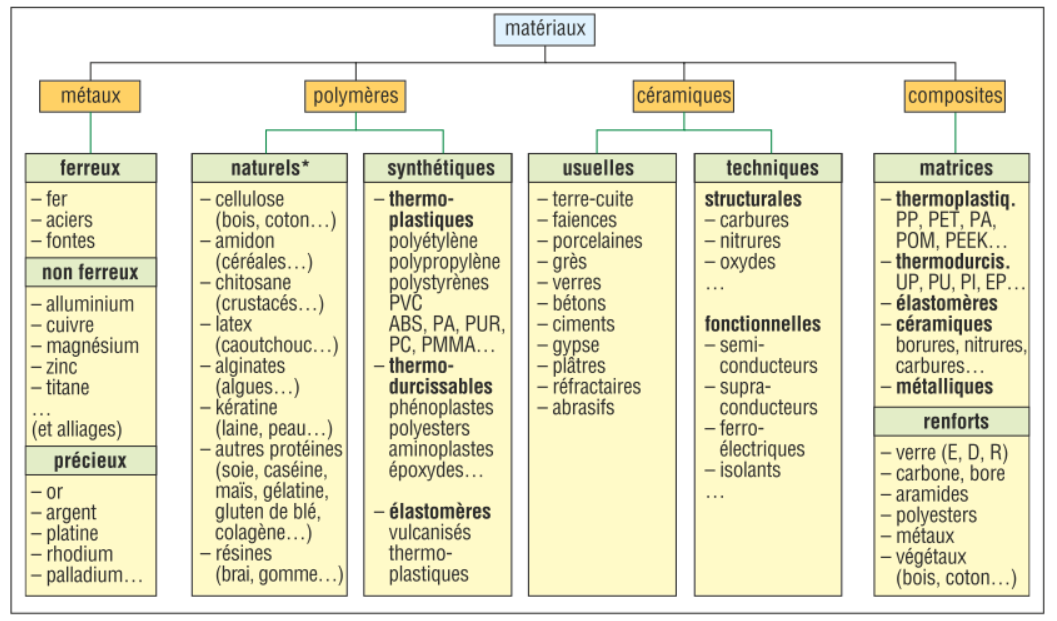 matériaux
métaux
polymères
céramiques
composites
ferreux
– fer
– aciers
– fontes
non ferreux
– alluminium
– cuivre
– magnésium
– zinc
– titane
…
(et alliages)
précieux
– or
– argent
– platine
– rhodium
– palladium…
naturels*
– cellulose
(bois, coton…)
– amidon
(céréales…)
– chitosane
(crustacés…)
– latex
(caoutchouc…)
– alginates
(algues…)
– kératine
(laine, peau…)
– autres protéines
(soie, caséine,
maïs, gélatine,
gluten de blé,
colagène…)
– résines
(brai, gomme…)
synthétiques
– thermo-
plastiques
polyétylène
polypropylène
polystyrènes
PVC
ABS, PA, PUR,
PC, PMMA…
– thermo-
durcissables
phénoplastes
polyesters
aminoplastes
époxydes…
– élastomères
vulcanisés
thermo-
plastiques
usuelles
– terre-cuite
– faiences
– porcelaines
– grès
– verres
– bétons
– ciments
– gypse
– plâtres
– réfractaires
– abrasifs
techniques
structurales
– carbures
– nitrures
– oxydes
…
fonctionnelles
– semi-
conducteurs
– supra-
conducteurs
– ferro-
électriques
– isolants
…
matrices
– thermoplastiq.
PP, PET, PA,
POM, PEEK…
– thermodurcis.
UP, PU, PI, EP…
– élastomères
– céramiques
borures, nitrures,
carbures…
– métalliques
renforts
– verre (E, D, R)
– carbone, bore
– aramides
– polyesters
– métaux
– végétaux
(bois, coton…)